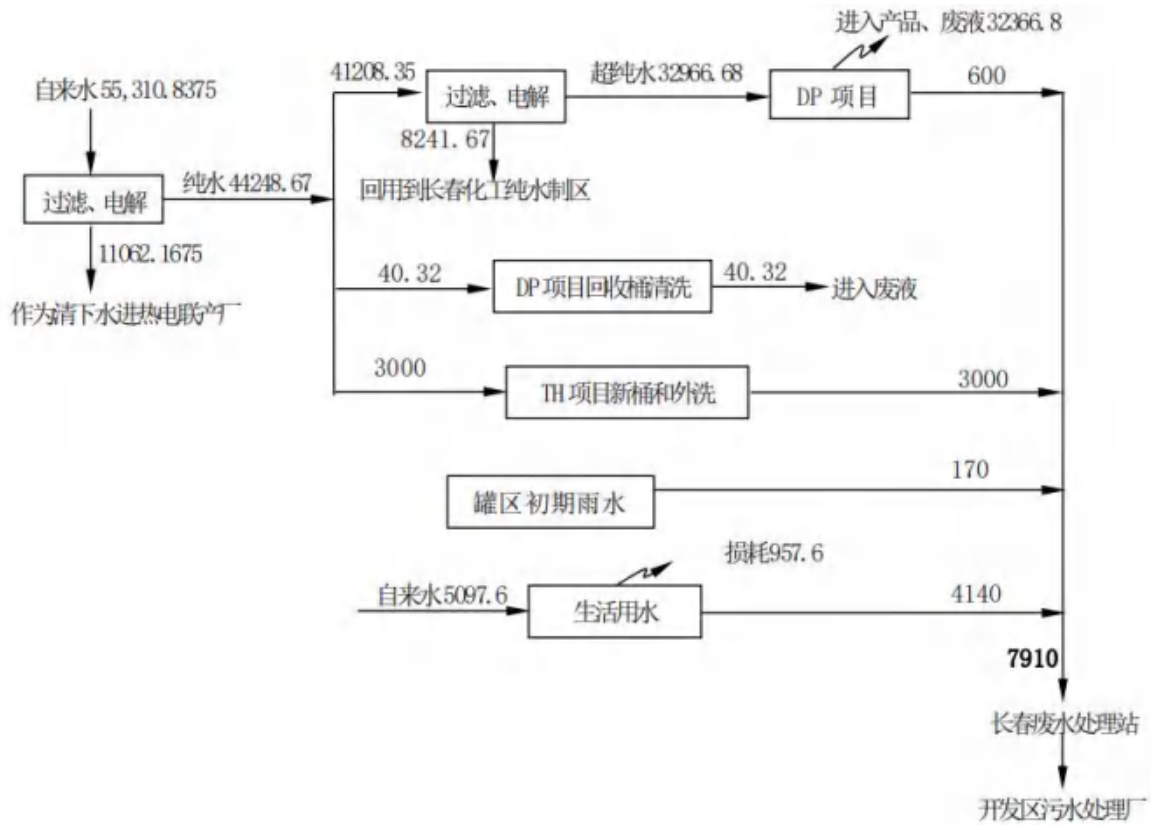 进入产品、废液32366.8
41208.35
超纯水32966.68
600
自来水55,310.8375
过滤、电解
DP 项目
8241.67
纯水44248.67
过滤、电解
回用到长春化工纯水制区
11062.1675
40.32
DP项目回收桶清洗
40.32
进入废液
作为清下水进热电联产厂
3000
TH项目新桶和外洗
3000
170
罐区初期雨水
损耗957.6
自来水5097.6
生活用水
4140
7910
长春废水处理站
开发区污水处理厂